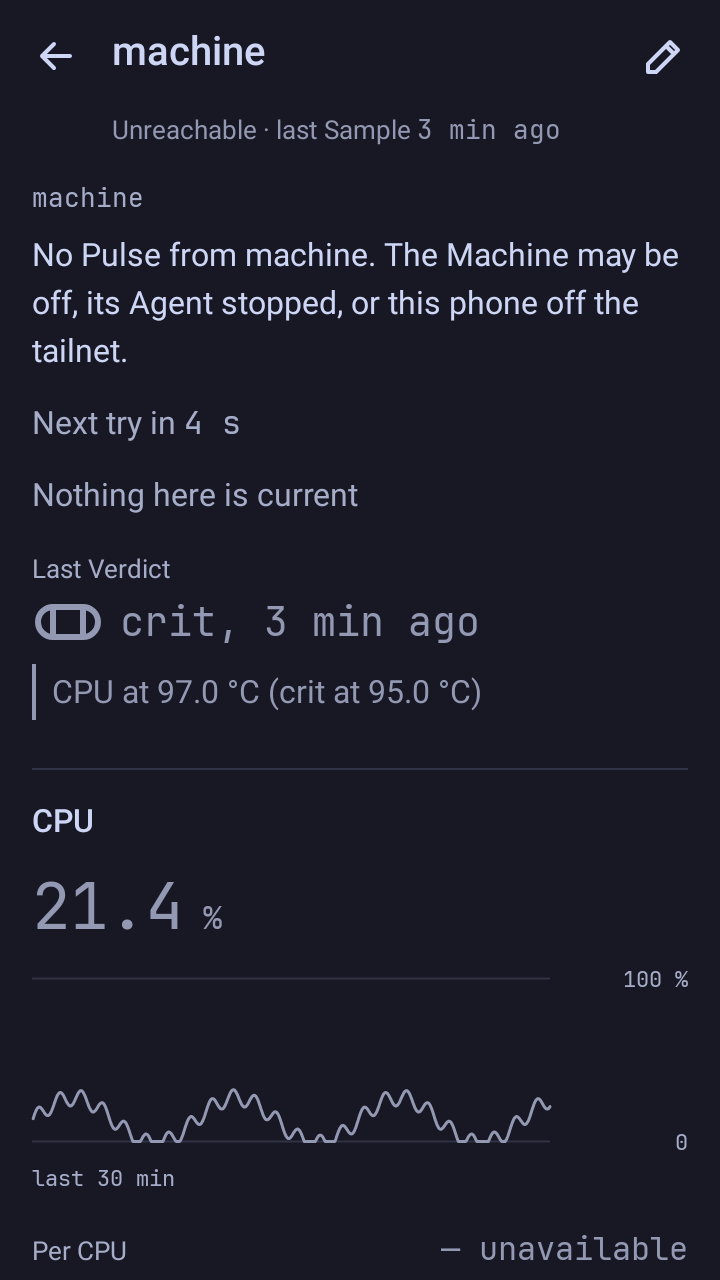 machine
Unreachable · last Sample 3 min ago
machine
No Pulse from machine. The Machine may be
off, its Agent stopped, or this phone off the
tailnet.
Next try in 4 s
Nothing here is current
Last Verdict
crit, 3 min ago
CPU at 97.0 °C (crit at 95.0 °C)
CPU
21.4 %
100 %
0
last 30 min
Per CPU — unavailable